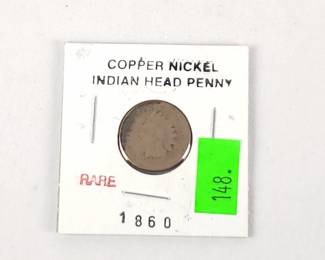 COPPER NICKEL
INDIAN HEAD PENNY
RARE
148.
1860